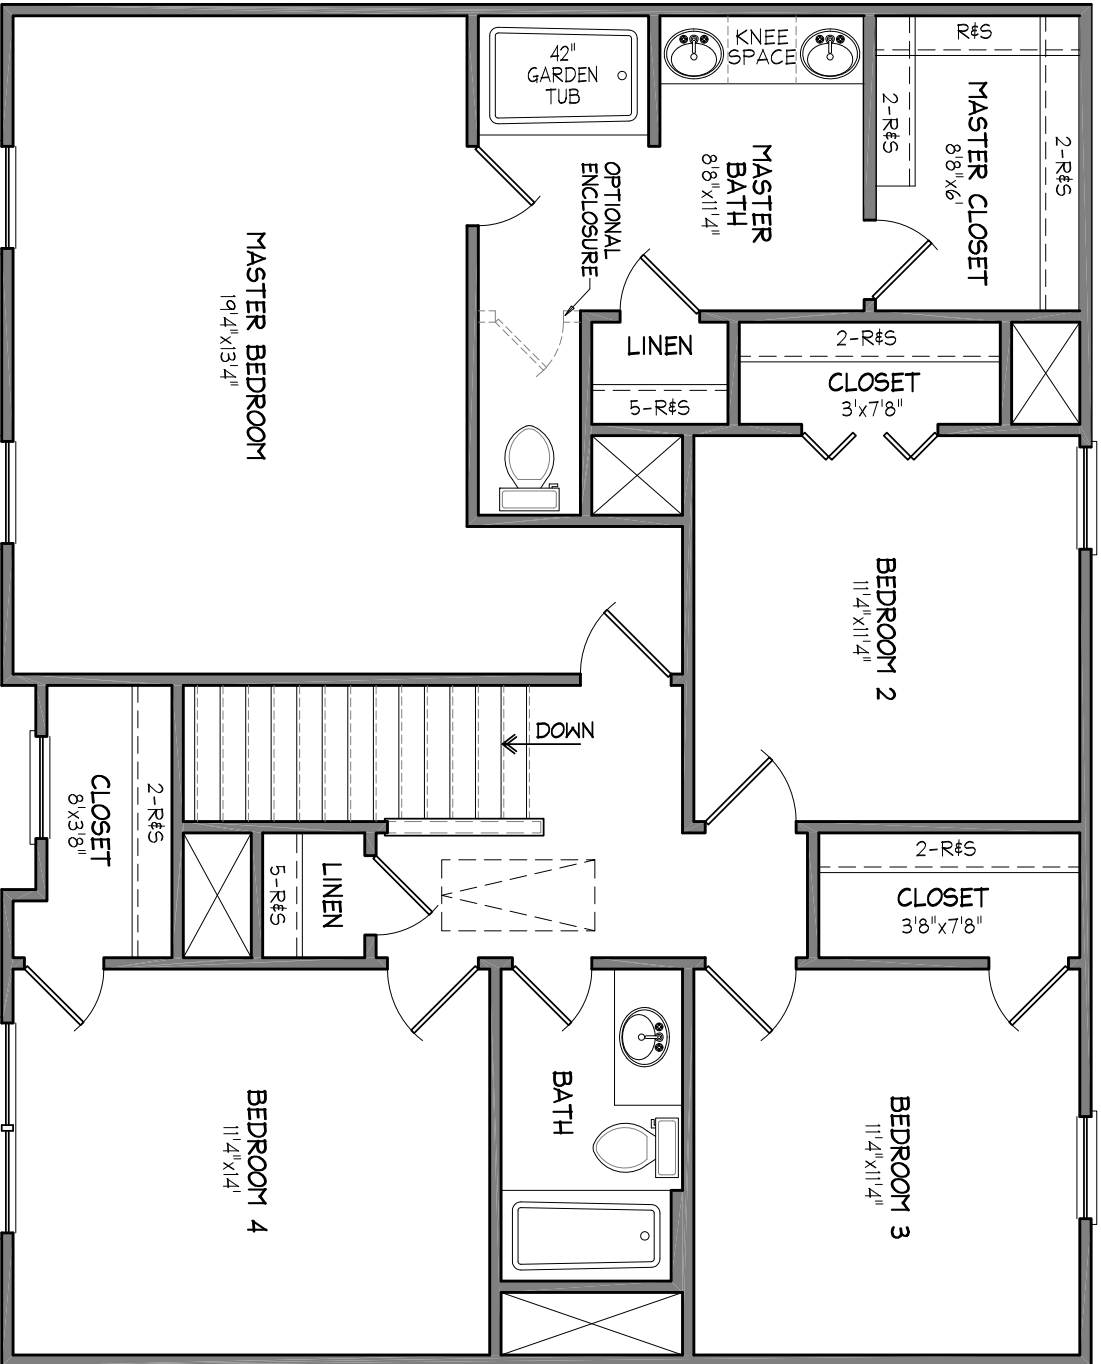 42"
GARDEN
TUB
KNEE
SPACE
R&S
2-R&S
2-R&S
MASTER CLOSET
8'8"x6'
MASTER
BATH
8'8"x11'4"
OPTIONAL
ENCLOSURE
MASTER BEDROOM
19'4"x13'4"
LINEN
5-R&S
2-R&S
CLOSET
3'x7'8"
BEDROOM 2
11'4"x11'4"
DOWN
CLOSET
8'x3'8"
2-R&S
LINEN
5-R&S
2-R&S
CLOSET
3'8"x7'8"
BEDROOM 4
11'4"x14'
BATH
BEDROOM 3
11'4"x11'4"